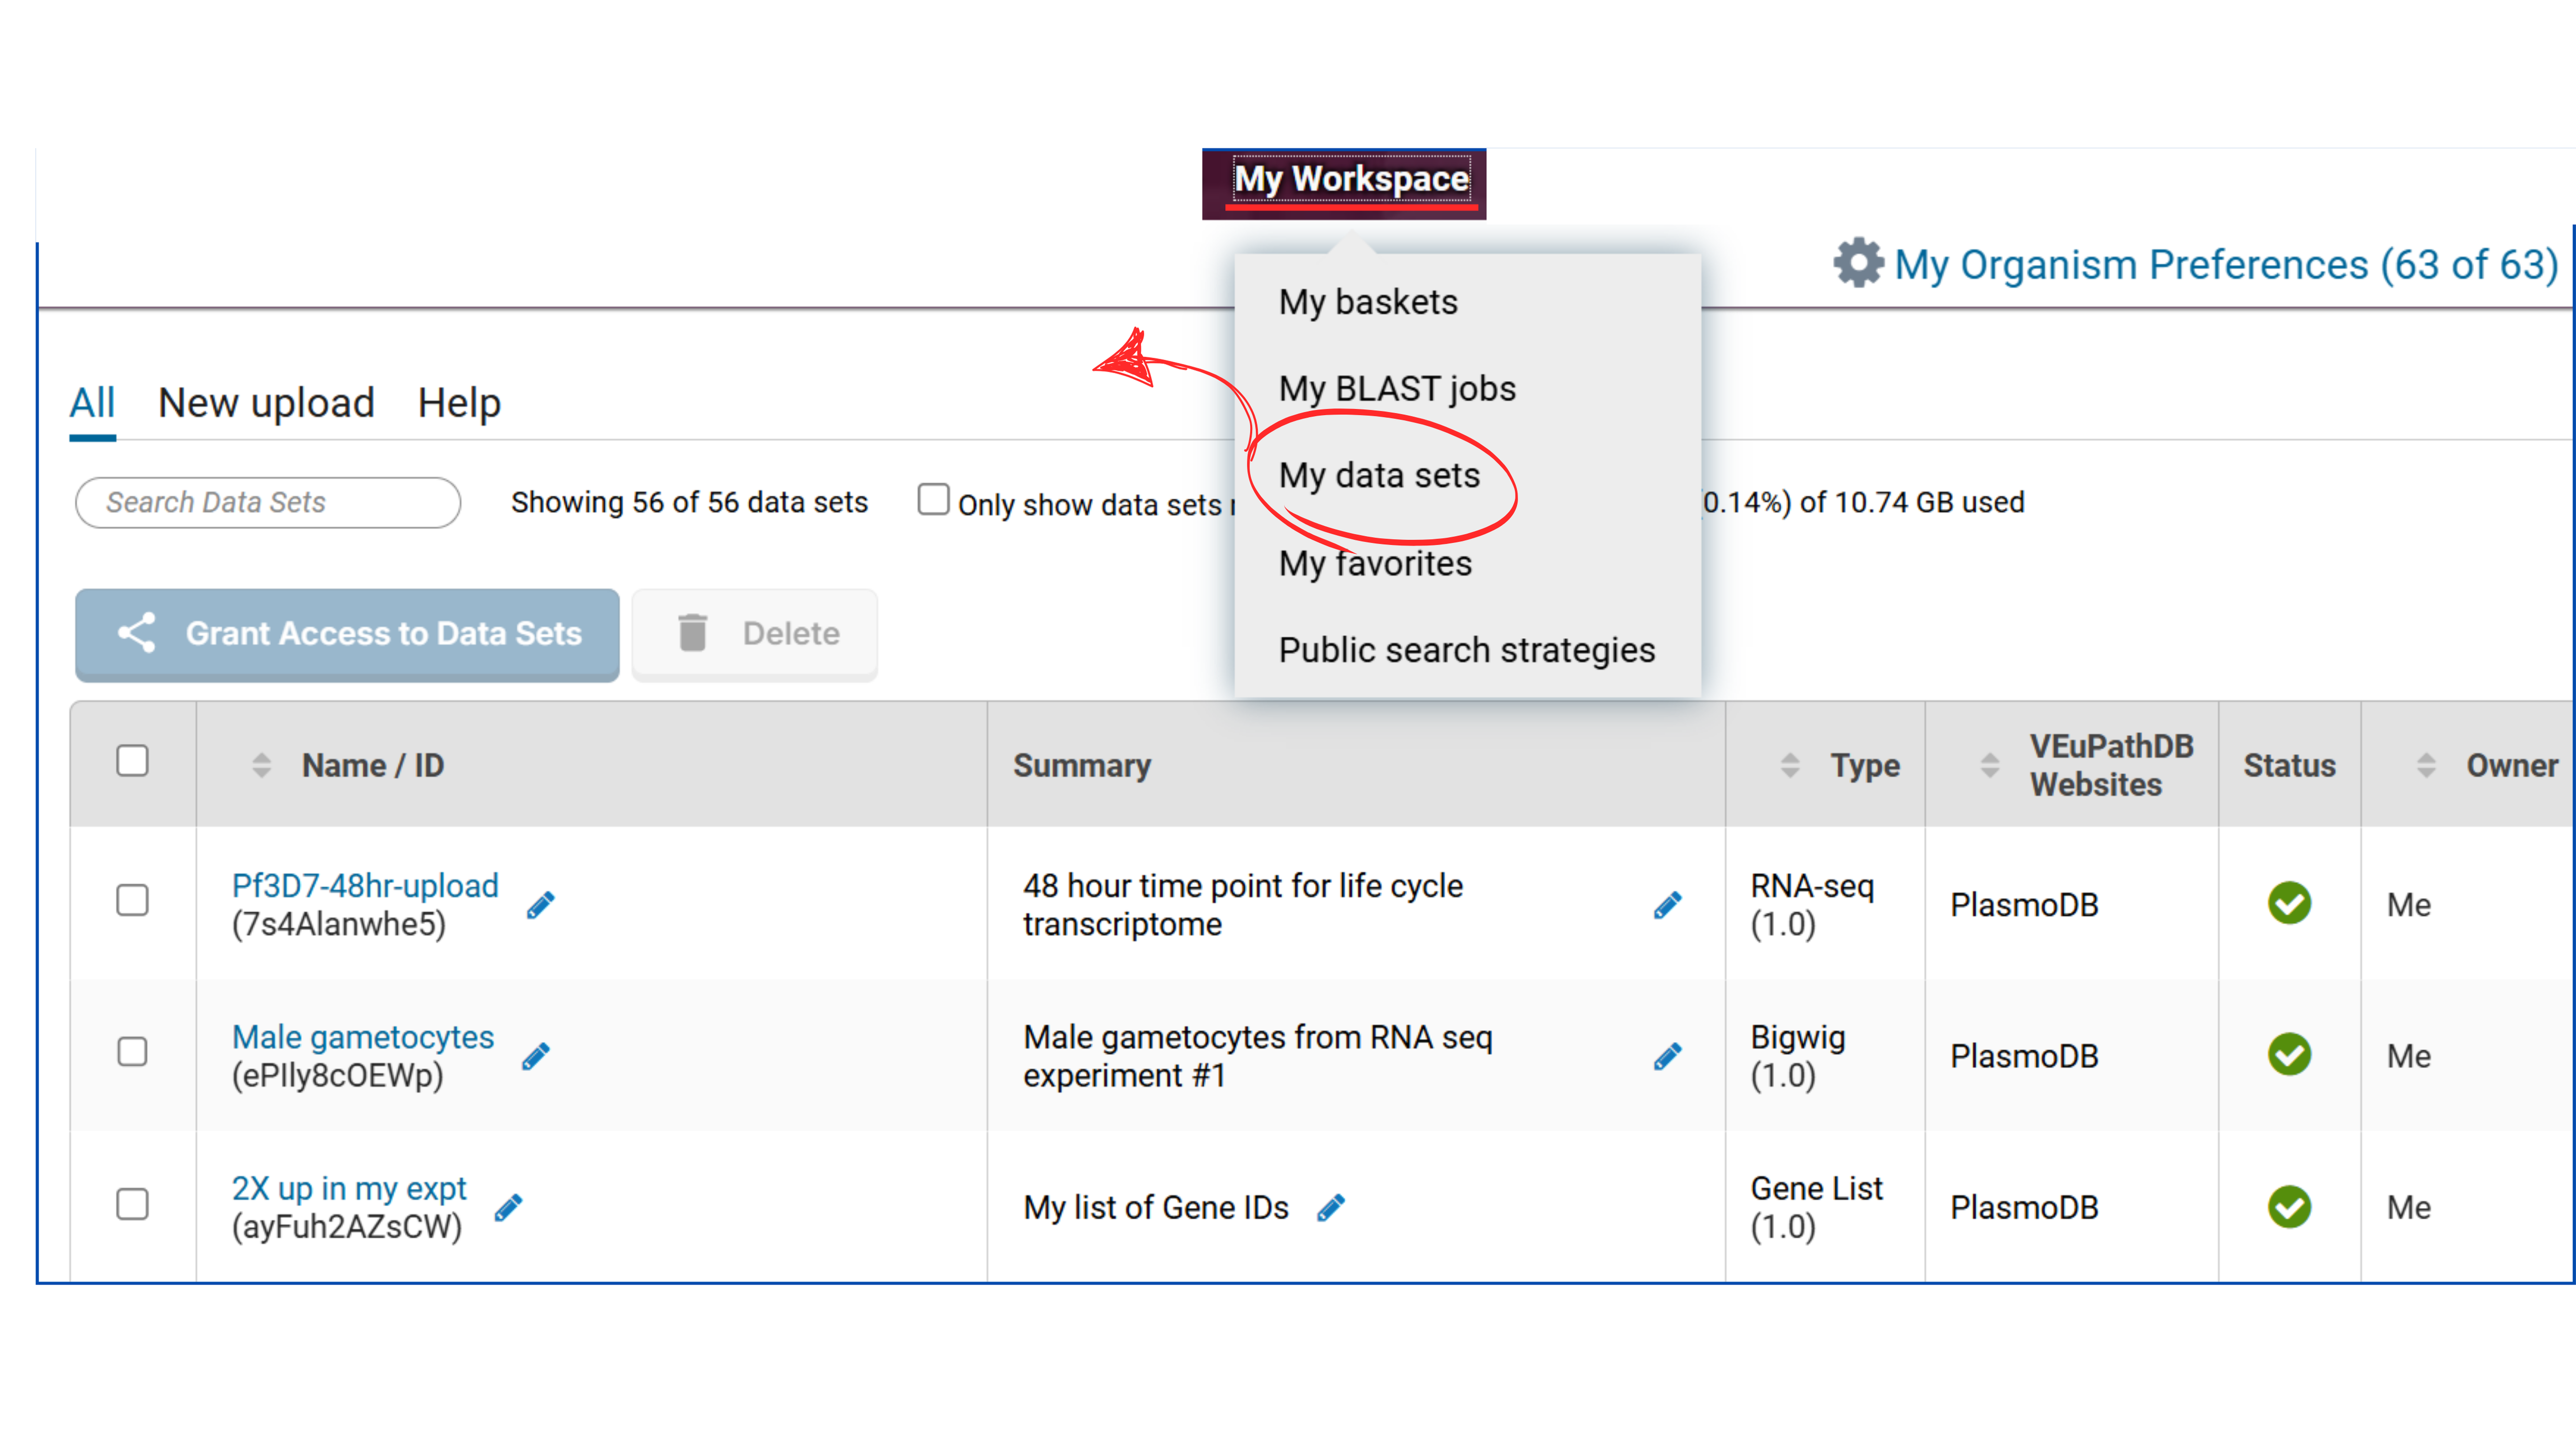 My Workspace
My Organism Preferences (63 of 63)
My baskets
My BLAST jobs
My data sets
My favorites
Public search strategies
All New upload Help
Search Data Sets Showing 56 of 56 data sets Only show data sets (0.14%) of 10.74 GB used
Grant Access to Data Sets Delete
Name / ID Summary Type VEuPathDB Websites Status Owner
Pf3D7-48hr-upload 48 hour time point for life cycle RNA-seq PlasmoDB Me
(7s4Alanwhe5) transcriptome (1.0)
Male gametocytes Male gametocytes from RNA seq Bigwig PlasmoDB Me
(ePIly8cOEWp) experiment #1 (1.0)
2X up in my expt My list of Gene IDs Gene List PlasmoDB Me
(ayFuh2AZsCW) (1.0)